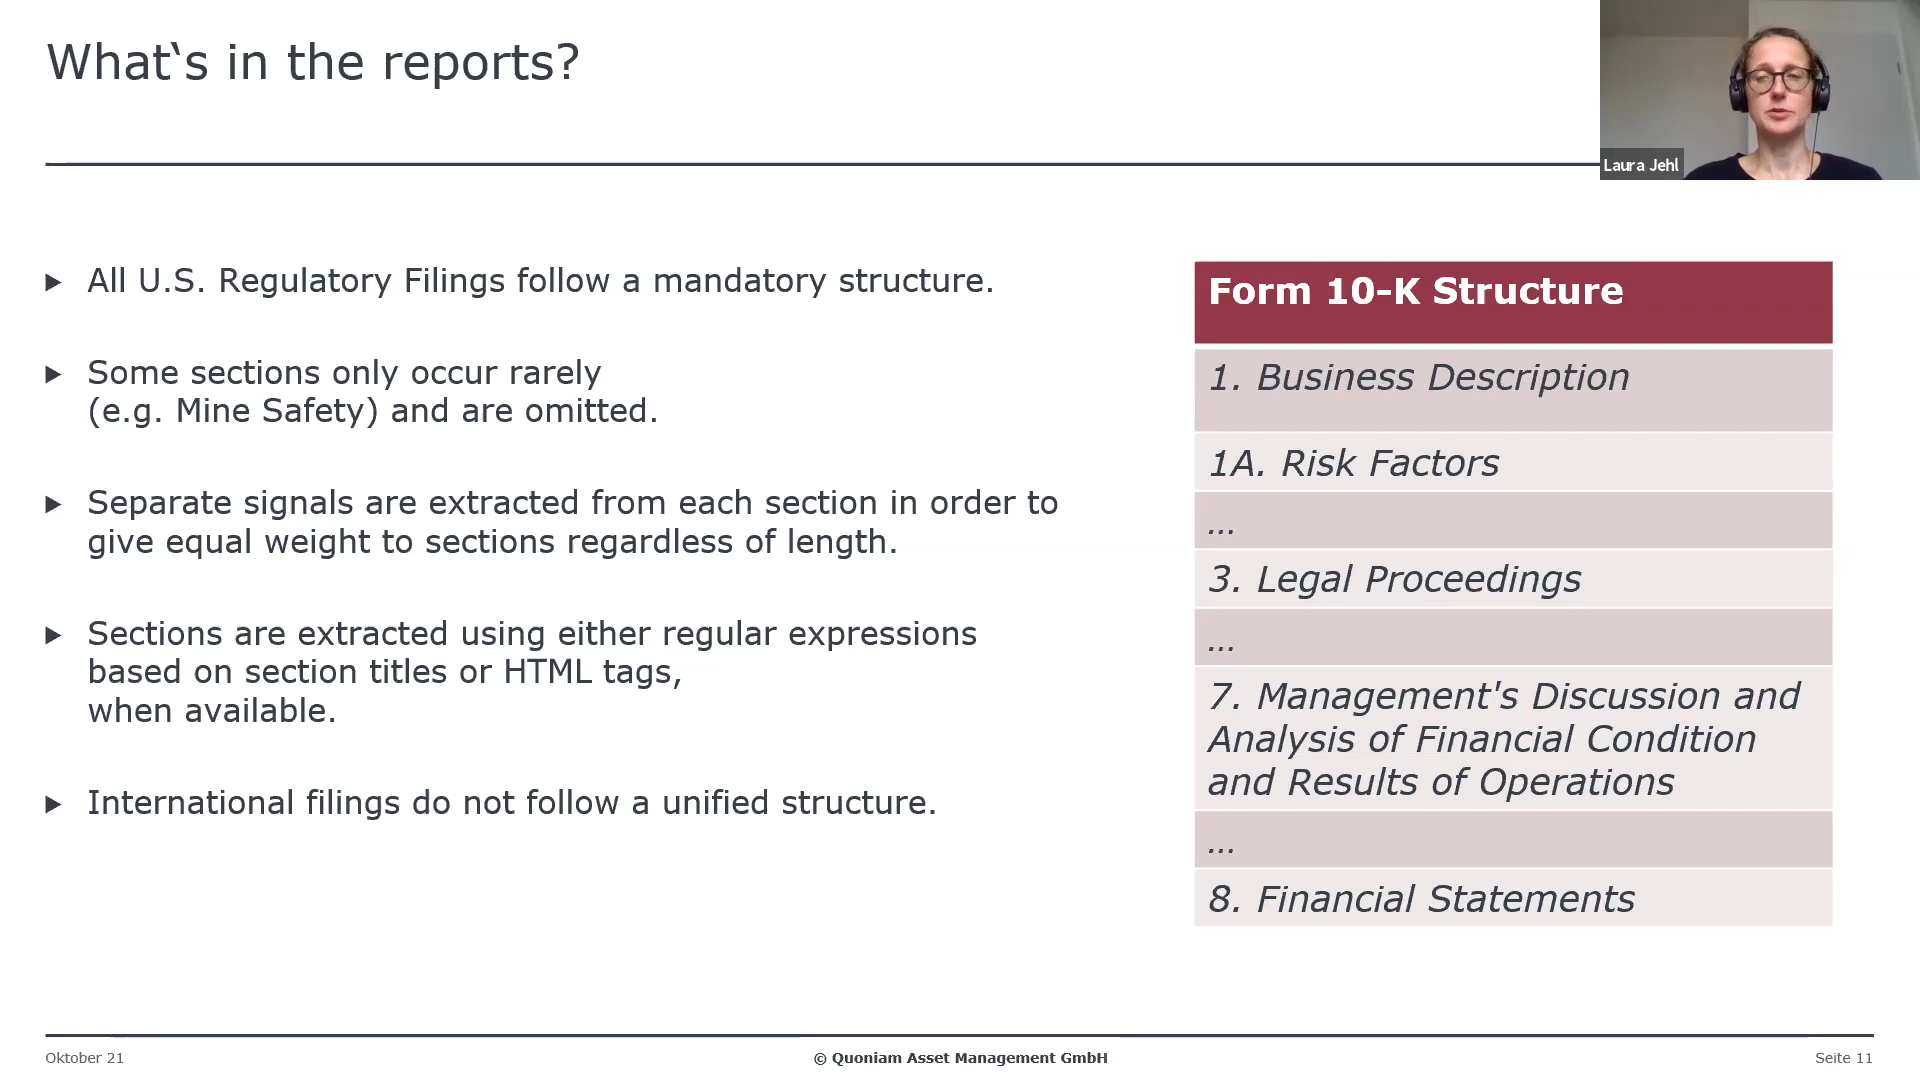 What‘s in the reports?
Laura Jehl
All U.S. Regulatory Filings follow a mandatory structure.
Some sections only occur rarely
(e.g. Mine Safety) and are omitted.
Separate signals are extracted from each section in order to
give equal weight to sections regardless of length.
Sections are extracted using either regular expressions
based on section titles or HTML tags,
when available.
International filings do not follow a unified structure.
Form 10-K Structure
1. Business Description
1A. Risk Factors
…
3. Legal Proceedings
…
7. Management's Discussion and
Analysis of Financial Condition
and Results of Operations
…
8. Financial Statements
Oktober 21
© Quoniam Asset Management GmbH
Seite 11